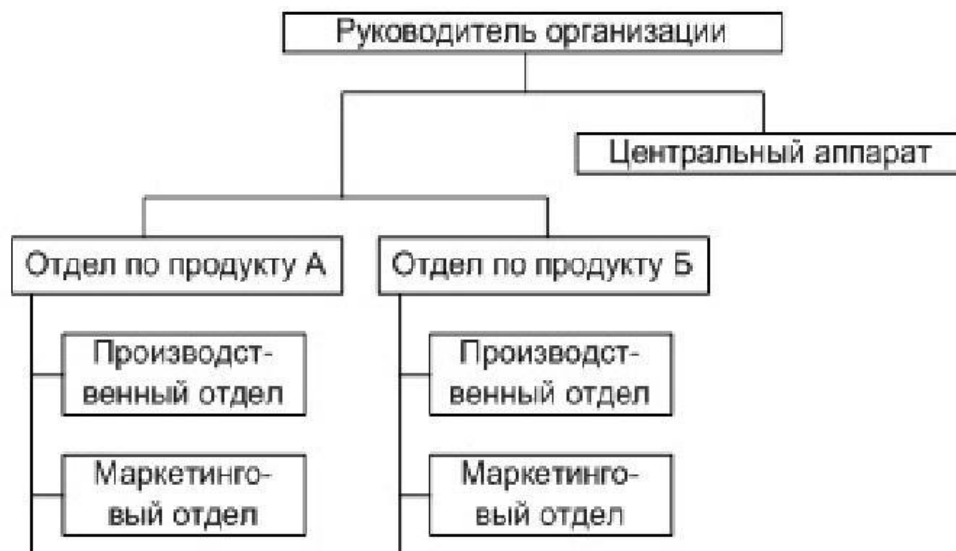 Руководитель организации
Центральный аппарат
Отдел по продукту А
Отдел по продукту Б
Производст-
венный отдел
Производст-
венный отдел
Маркетинго-
вый отдел
Маркетинго-
вый отдел